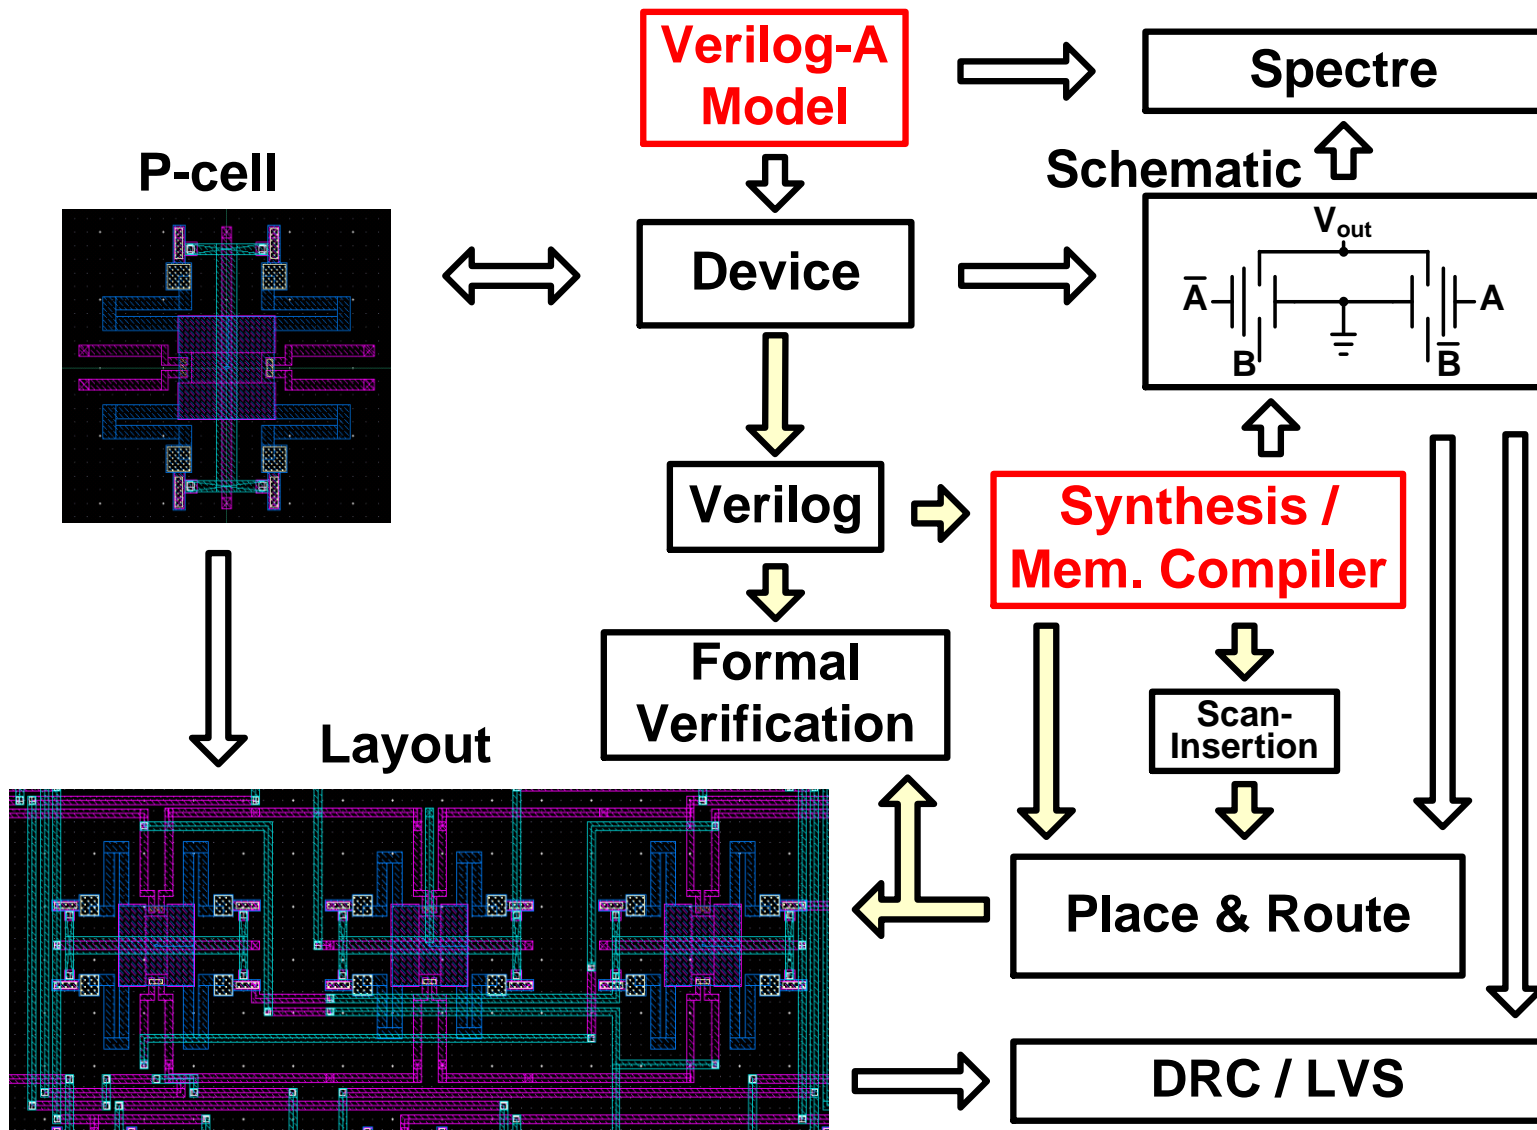 Verilog-A
Model
Spectre
P-cell
Schematic
Device
Vout
A̅
A
B
B̅
Verilog
Synthesis /
Mem. Compiler
Formal
Verification
Scan-
Insertion
Layout
Place & Route
DRC / LVS